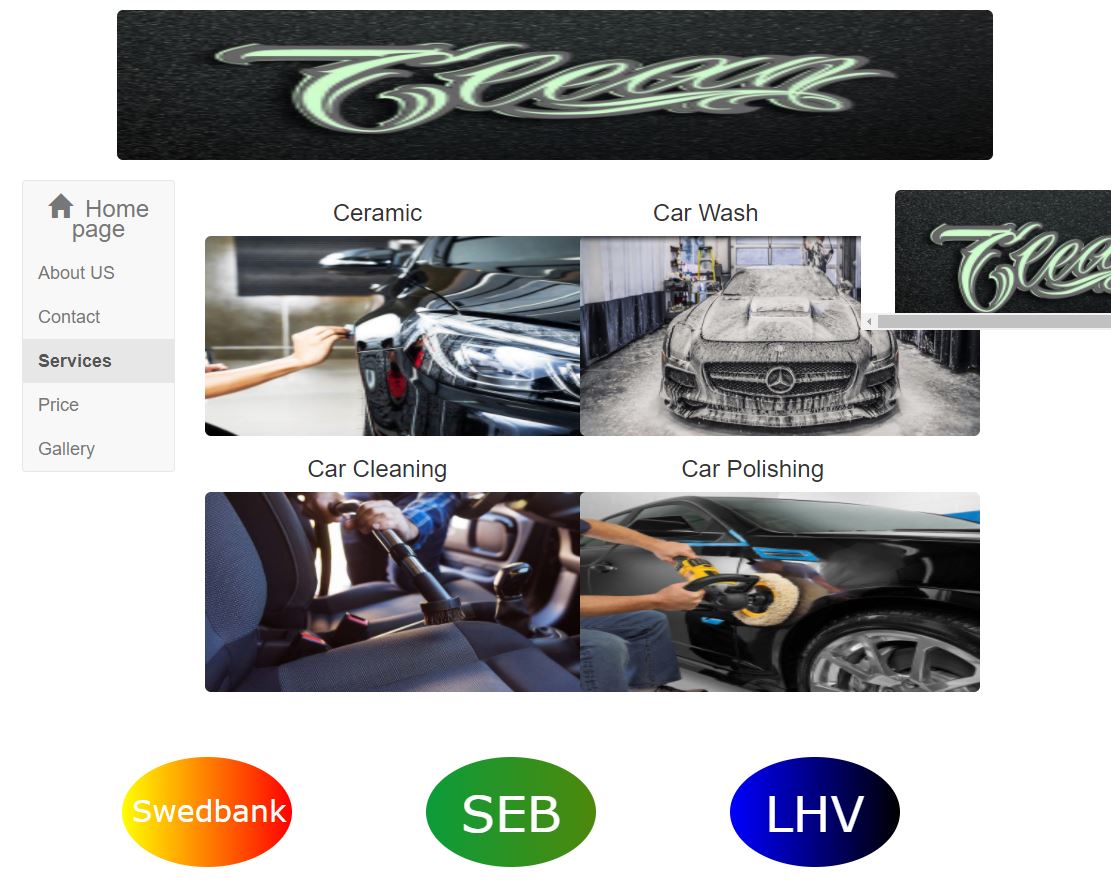 Clean
Home
page
About US
Contact
Services
Price
Gallery
Ceramic
Car Wash
Car Cleaning
Car Polishing
Swedbank
SEB
LHV